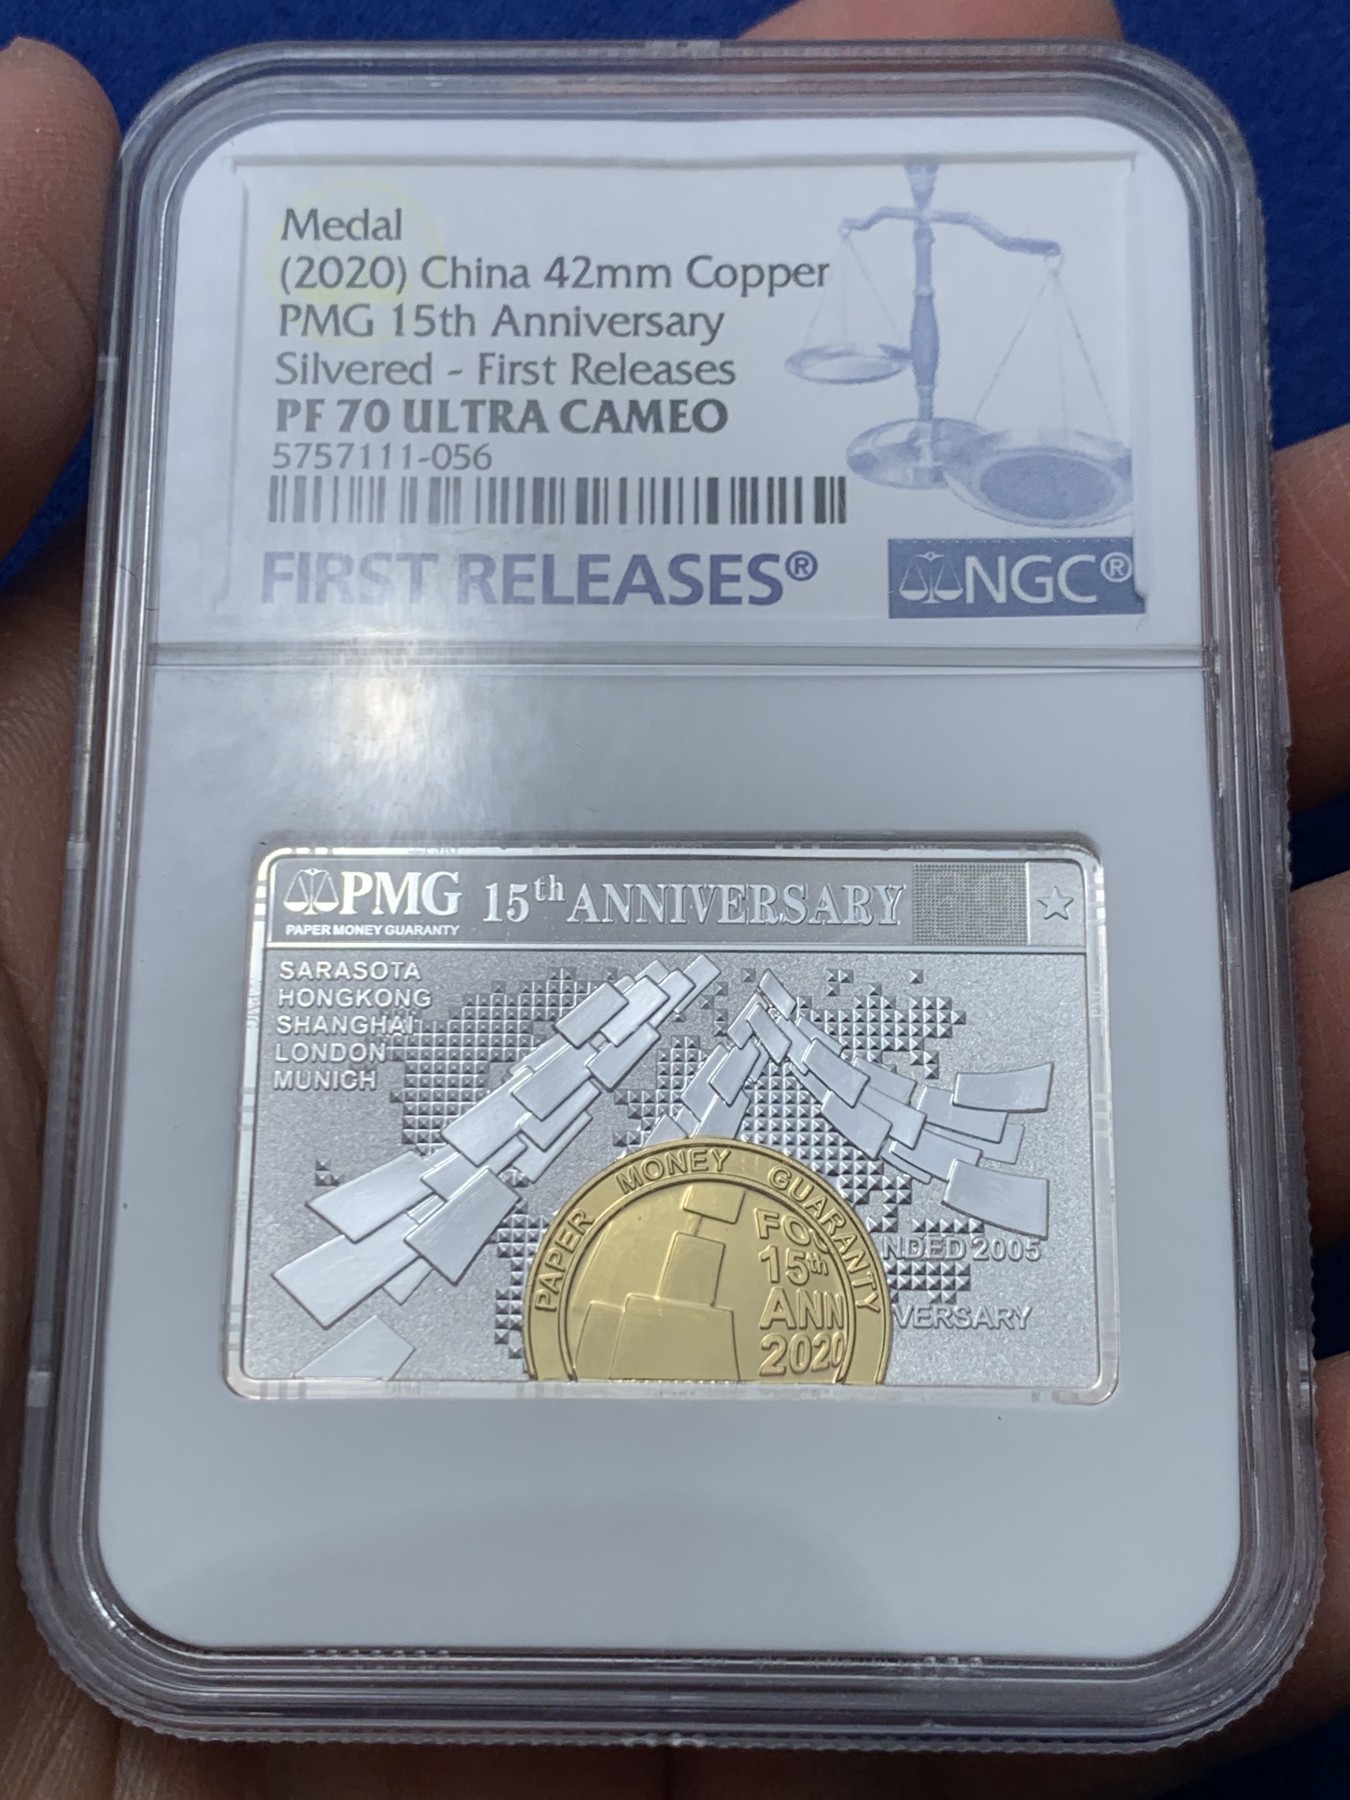 Medal
(2020) China 42mm Copper
PMG 15th Anniversary
Silvered - First Releases
PF 70 ULTRA CAMEO
5757111-056
FIRST RELEASES®
NGC®
PMG 15th ANNIVERSARY
PAPER MONEY GUARANTY
SARASOTA
HONGKONG
SHANGHAI
LONDON
MUNICH
PAPER MONEY GUARANTY
NDED 2005
15th
ANN
2020
VERSARY